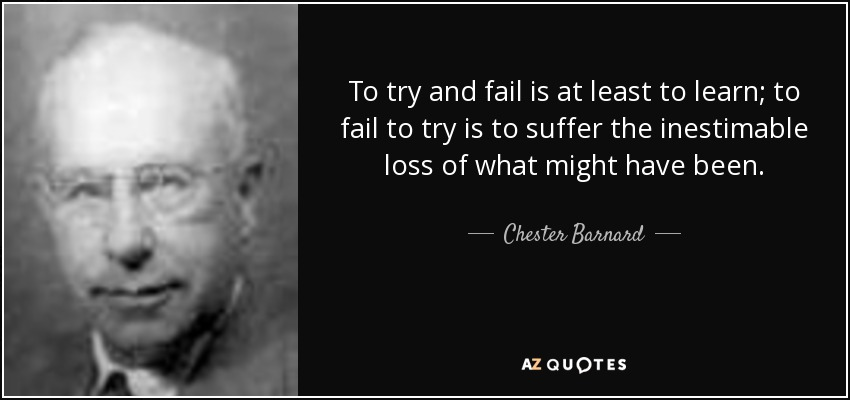 To try and fail is at least to learn; to
fail to try is to suffer the inestimable
loss of what might have been.
Chester Barnard
AZ QUOTES